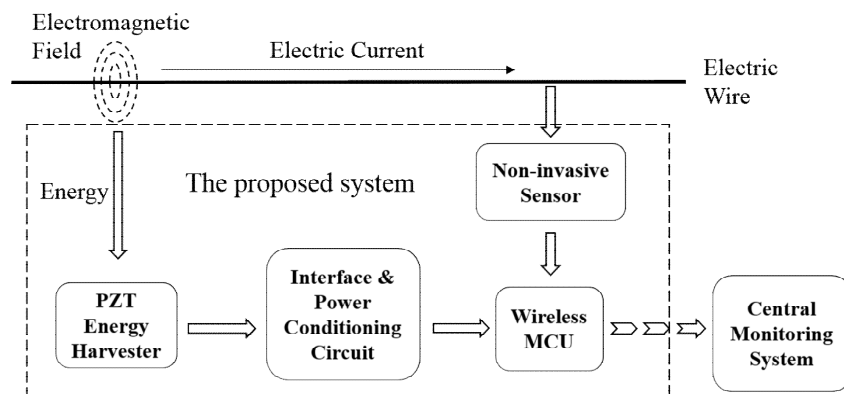 Electromagnetic
Field
Electric Current
Electric
Wire
Energy
The proposed system
Non-invasive
Sensor
PZT
Energy
Harvester
Interface &
Power
Conditioning
Circuit
Wireless
MCU
Central
Monitoring
System